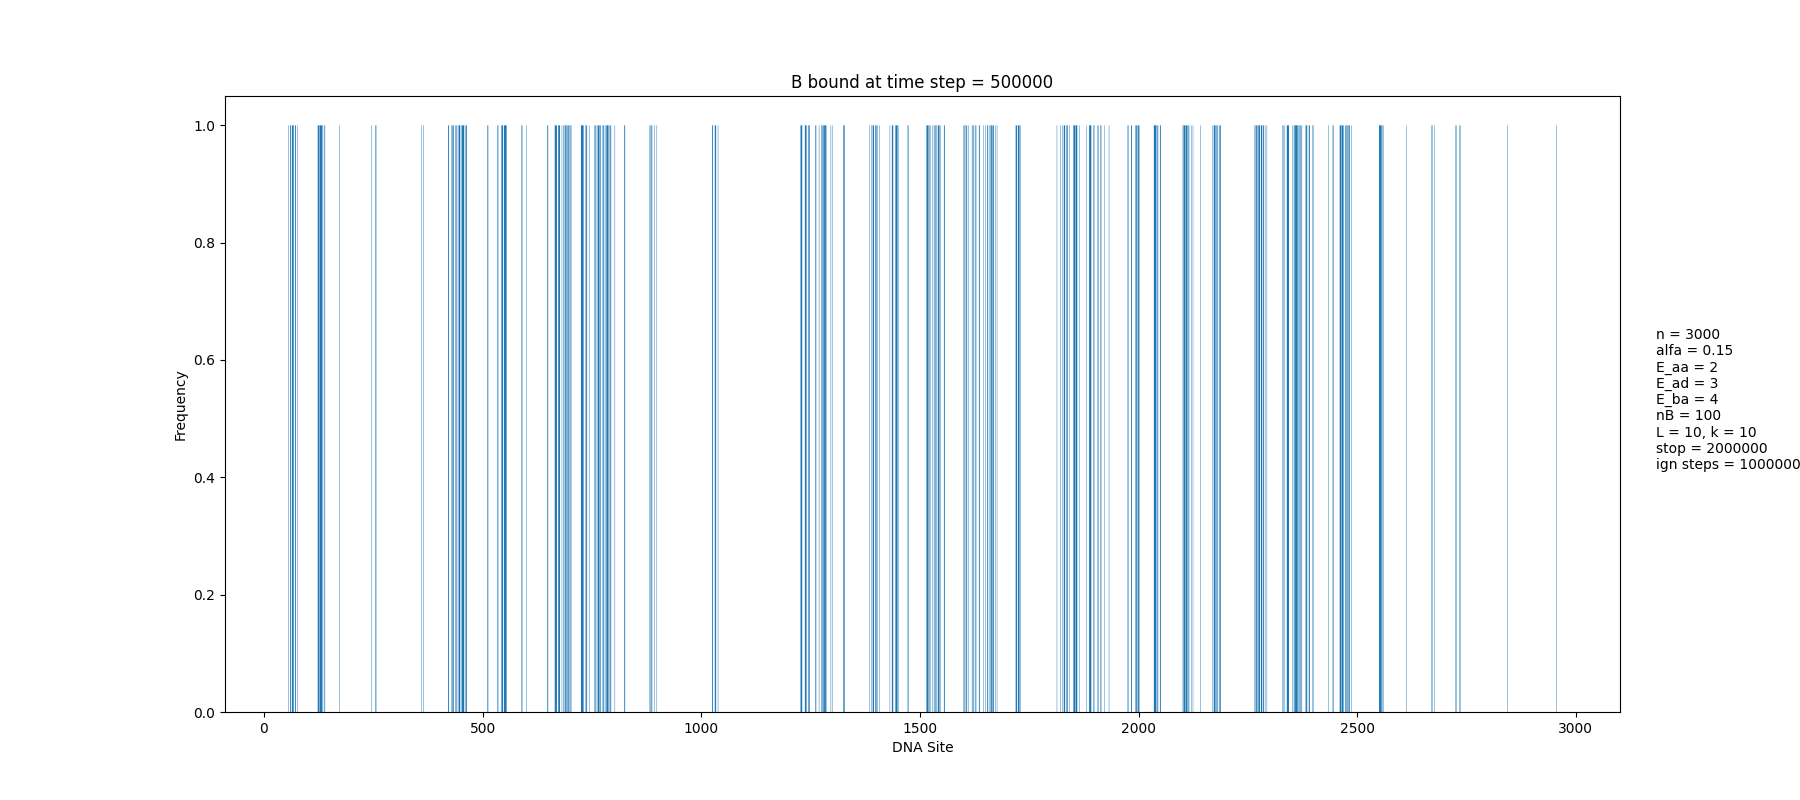 B bound at time step = 500000
1.0
0.8
0.6
0.4
0.2
0.0
Frequency
0 500 1000 1500 2000 2500 3000
DNA Site
n = 3000
alfa = 0.15
E_aa = 2
E_ad = 3
E_ba = 4
nB = 100
L = 10, k = 10
stop = 2000000
ign steps = 1000000